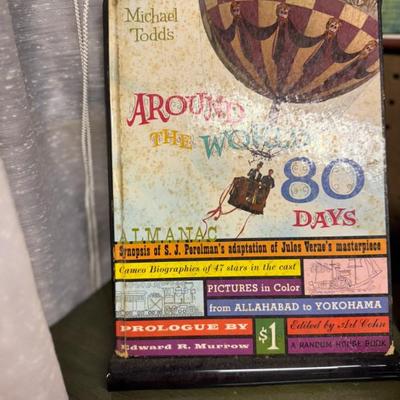 Michael
Todd's
AROUND
THE WORLD
80
DAYS
ALMANAC
Synopsis of S. J. Perelman's adaptation of Jules Verne's masterpiece
Cameo Biographies of 47 stars in the cast
PICTURES in Color
from ALLAHABAD to YOKOHAMA
PROLOGUE BY
Edward R. Murrow
$1
Edited by Art Cohn
A RANDOM HOUSE BOOK